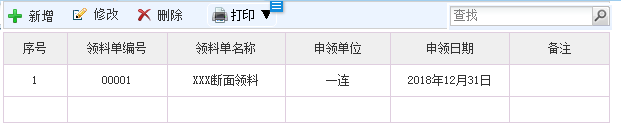 新增 修改 删除 打印 ▼ 查找
序号 领料单编号 领料单名称 申领单位 申领日期 备注
1 00001 XXX断面领料 一连 2018年12月31日